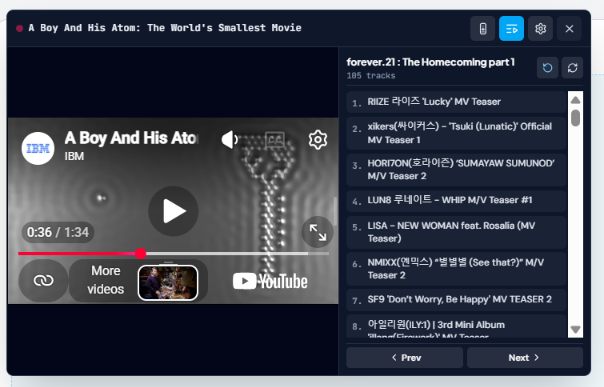 A Boy And His Atom: The World's Smallest Movie
IBM
A Boy And His Ato
IBM
0:36 / 1:34
More
videos
YouTube
forever.21 : The Homecoming part 1
105 tracks
1. RIIZE 라이즈 'Lucky' MV Teaser
2. xikers(싸이커스) - 'Tsuki (Lunatic)' Official
MV Teaser 1
3. HORI7ON(호라이즌) 'SUMAYAW SUMUNOD'
M/V Teaser 2
4. LUN8 루네이트 - WHIP M/V Teaser #1
5. LISA - NEW WOMAN feat. Rosalia (MV
Teaser)
6. NMIXX(엔믹스) “별별별 (See that?)” M/V
Teaser 2
7. SF9 'Don't Worry, Be Happy' MV TEASER 2
8. 아일리원(ILY:1) | 3rd Mini Album
Prev
Next